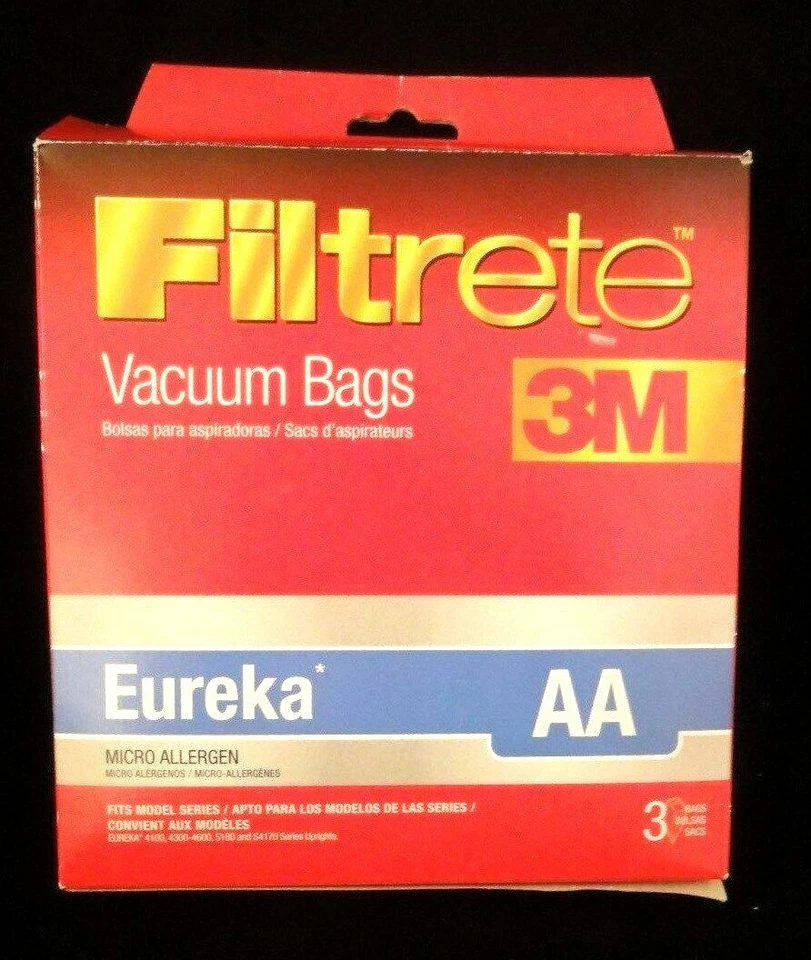 Filtrete™
Vacuum Bags
Bolsas para aspiradoras / Sacs d'aspirateurs
3M
Eureka*
AA
MICRO ALLERGEN
MICRO ALÉRGENOS / MICRO-ALLERGÈNES
FITS MODEL SERIES / APTO PARA LOS MODELOS DE LAS SERIES /
CONVIENT AUX MODÈLES
EUREKA* 4100, 4300-4600, 5180 and S4170 Series Uprights.
3 BAGS
BOLSAS
SACS